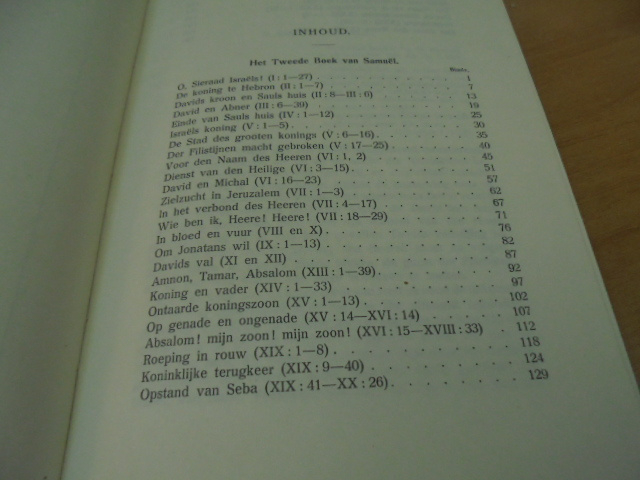 INHOUD.
Het Tweede Boek van Samuël.
Bladz.
O, Sieraad Israëls! (I : 1—27) . . . . . . . . . . 1
De koning te Hebron (II : 1—7) . . . . . . . . . . 7
Davids kroon en Sauls huis (II : 8—III : 6) . . . . . . 13
David en Abner (III : 6—39) . . . . . . . . . . 19
Einde van Sauls huis (IV : 1—12) . . . . . . . . . 25
Israëls koning (V : 1—5) . . . . . . . . . . . 30
De Stad des grooten konings (V : 6—16) . . . . . . . 35
Der Filistijnen macht gebroken (V : 17—25) . . . . . . 40
Voor den Naam des Heeren (VI : 1, 2) . . . . . . . . 45
Dienst van den Heilige (VI : 3—15) . . . . . . . . . 51
David en Michal (VI : 16—23) . . . . . . . . . . 57
Zielzucht in Jeruzalem (VII : 1—3) . . . . . . . . . 62
In het verbond des Heeren (VII : 4—17) . . . . . . . 67
Wie ben ik, Heere! Heere! (VII : 18—29) . . . . . . . 71
In bloed en vuur (VIII en X) . . . . . . . . . . 76
Om Jonatans wil (IX : 1—13) . . . . . . . . . . 82
Davids val (XI en XII) . . . . . . . . . . . . 87
Amnon, Tamar, Absalom (XIII : 1—39) . . . . . . . . 92
Koning en vader (XIV : 1—33) . . . . . . . . . . 97
Ontaarde koningszoon (XV : 1—13) . . . . . . . . . 102
Op genade en ongenade (XV : 14—XVI : 14) . . . . . . 107
Absalom! mijn zoon! mijn zoon! (XVI : 15—XVIII : 33) . . 112
Roeping in rouw (XIX : 1—8) . . . . . . . . . . 118
Koninklijke terugkeer (XIX : 9—40) . . . . . . . . 124
Opstand van Seba (XIX : 41—XX : 26) . . . . . . . . 129